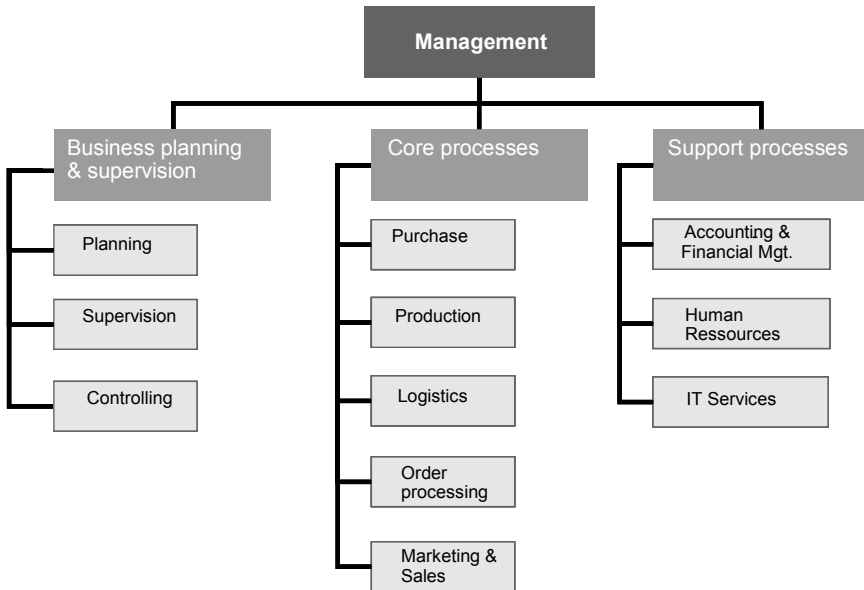 Management
Business planning
& supervision
Core processes
Support processes
Planning
Supervision
Controlling
Purchase
Production
Logistics
Order
processing
Marketing &
Sales
Accounting &
Financial Mgt.
Human
Ressources
IT Services